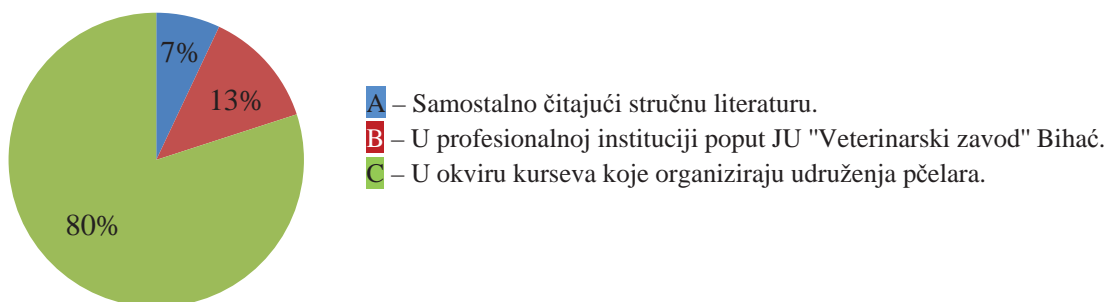 7%
13%
80%
A – Samostalno čitajući stručnu literaturu.
B – U profesionalnoj instituciji poput JU "Veterinarski zavod" Bihać.
C – U okviru kurseva koje organiziraju udruženja pčelara.